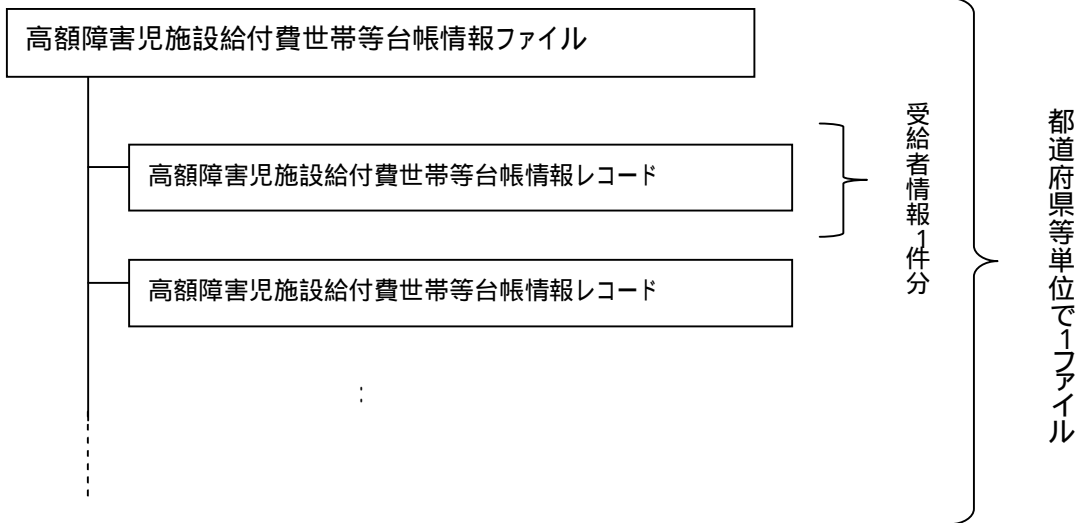 高額障害児施設給付費世帯等台帳情報ファイル
高額障害児施設給付費世帯等台帳情報レコード
高額障害児施設給付費世帯等台帳情報レコード
:
受給者情報1件分
都道府県等単位で1ファイル